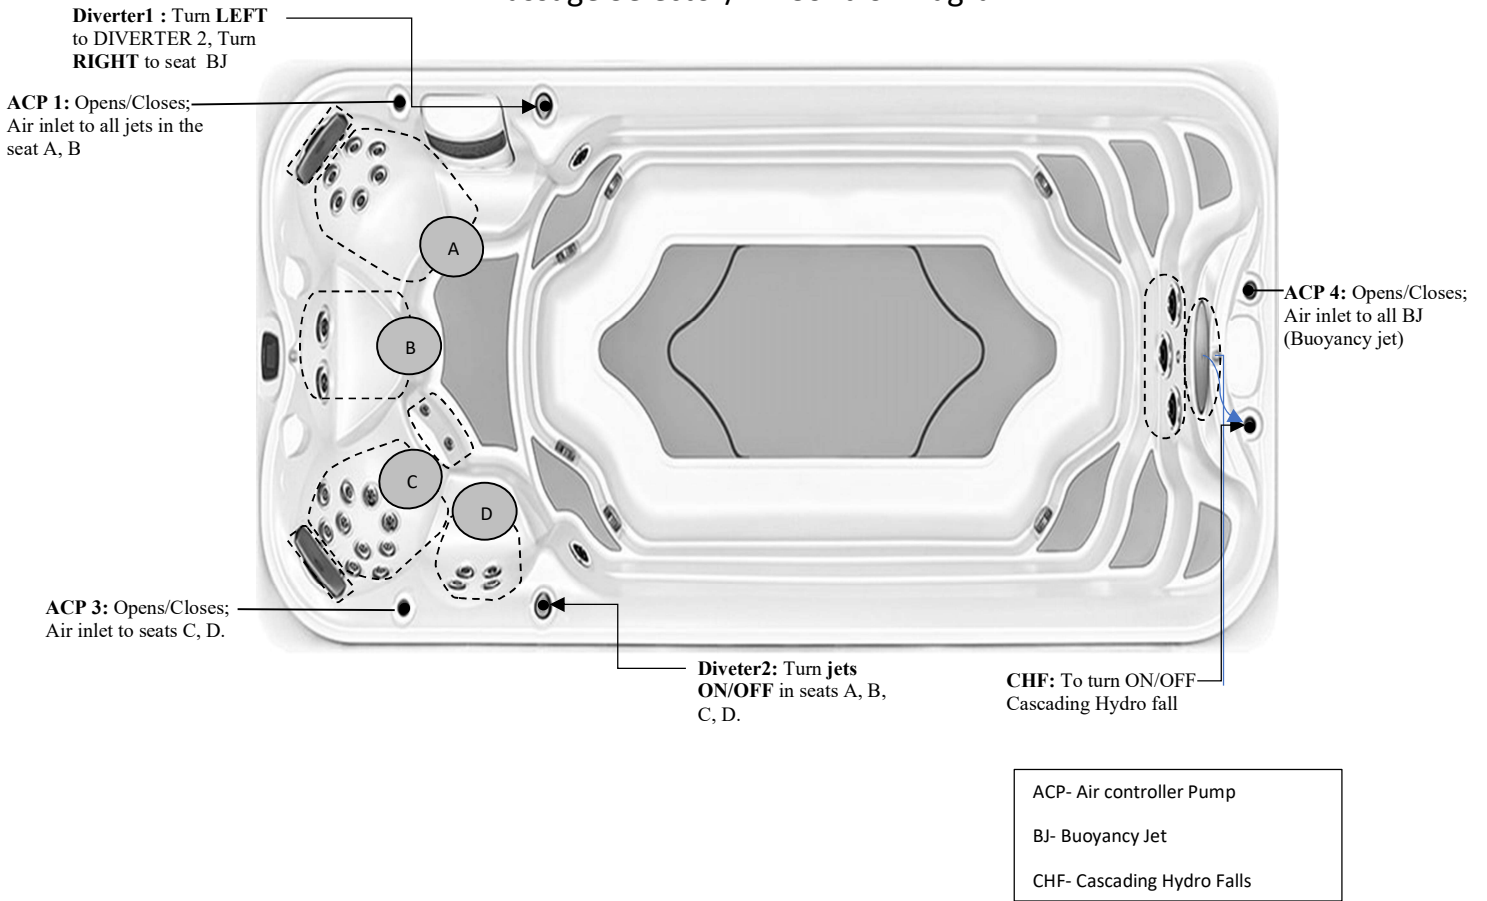 Diverter1 : Turn LEFT
to DIVERTER 2, Turn
RIGHT to seat BJ
ACP 1: Opens/Closes;
Air inlet to all jets in the
seat A, B
A
B
C
D
ACP 4: Opens/Closes;
Air inlet to all BJ
(Buoyancy jet)
ACP 3: Opens/Closes;
Air inlet to seats C, D.
Diveter2: Turn jets
ON/OFF in seats A, B,
C, D.
CHF: To turn ON/OFF
Cascading Hydro fall
ACP- Air controller Pump
BJ- Buoyancy Jet
CHF- Cascading Hydro Falls